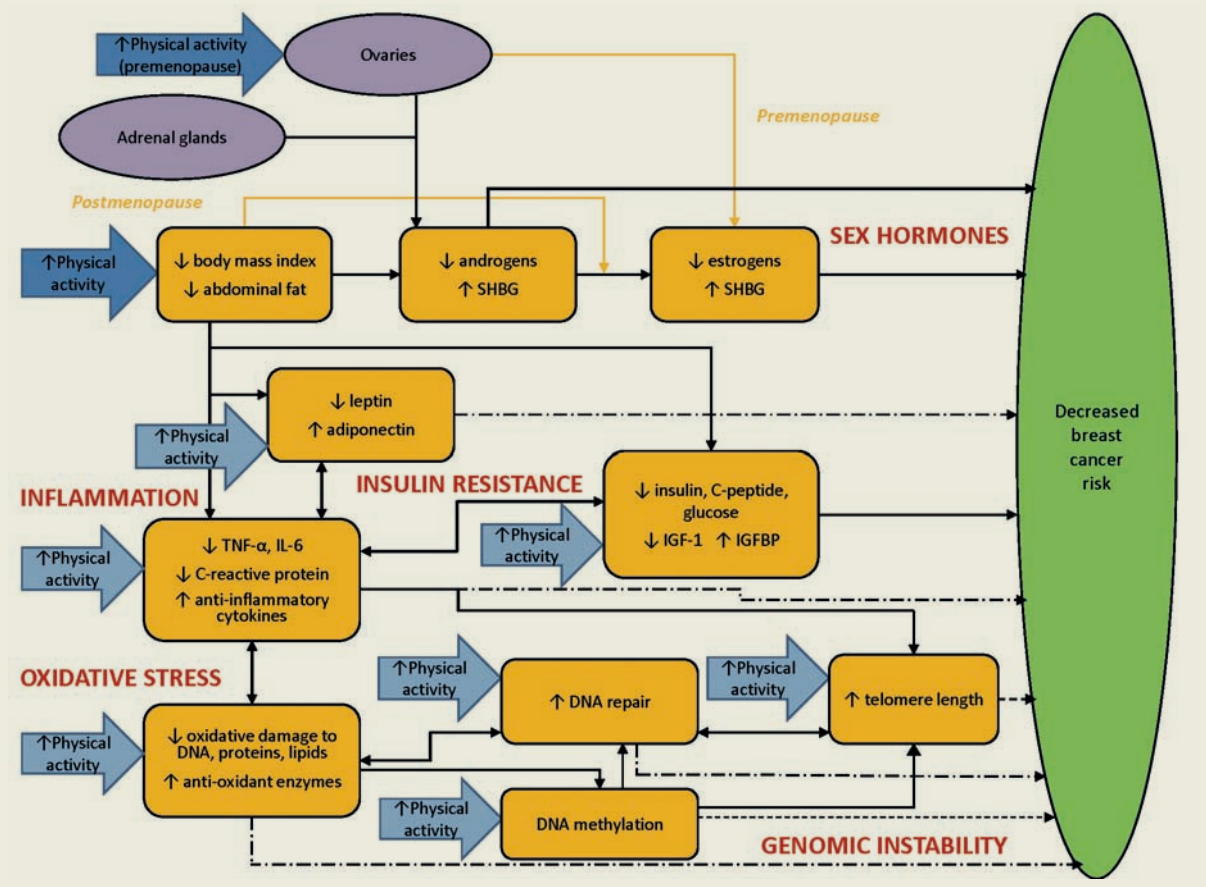 ↑Physical activity
(premenopause)
Ovaries
Adrenal glands
Premenopause
Postmenopause
↑Physical
activity
↓ body mass index
↓ abdominal fat
↓ androgens
↑ SHBG
↓ estrogens
↑ SHBG
SEX HORMONES
↓ leptin
↑ adiponectin
↑Physical
activity
Decreased
breast
cancer
risk
INFLAMMATION
INSULIN RESISTANCE
↓ insulin, C-peptide,
glucose
↓ IGF-1 ↑ IGFBP
↑Physical
activity
↑Physical
activity
↓ TNF-α, IL-6
↓ C-reactive protein
↑ anti-inflammatory
cytokines
OXIDATIVE STRESS
↑Physical
activity
↑ DNA repair
↑Physical
activity
↑ telomere length
↑Physical
activity
↓ oxidative damage to
DNA, proteins, lipids
↑ anti-oxidant enzymes
↑Physical
activity
DNA methylation
GENOMIC INSTABILITY